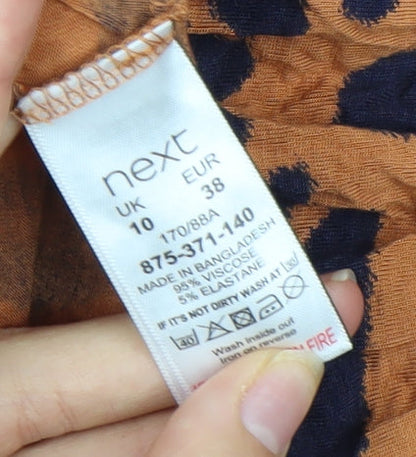 next
UK EUR
10 38
170/88A
875-371-140
MADE IN BANGLADESH
95% VISCOSE
5% ELASTANE
IF IT'S NOT DIRTY WASH AT 30
40
Wash inside out
Iron on reverse
FIRE